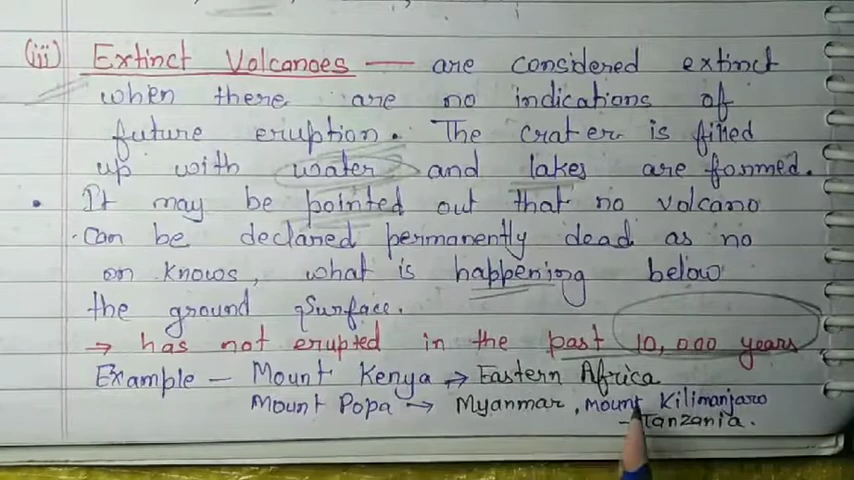 (iii) Extinct Volcanoes — are considered extinct
when there are no indications of
future eruption. The crater is filled
up with water and lakes are formed.
• It may be pointed out that no volcano
can be declared permanently dead as no
on knows, what is happening below
the ground surface.
→ has not erupted in the past 10,000 years
Example – Mount Kenya → Eastern Africa
Mount Popa → Myanmar, Mount Kilimanjaro
– Tanzania.